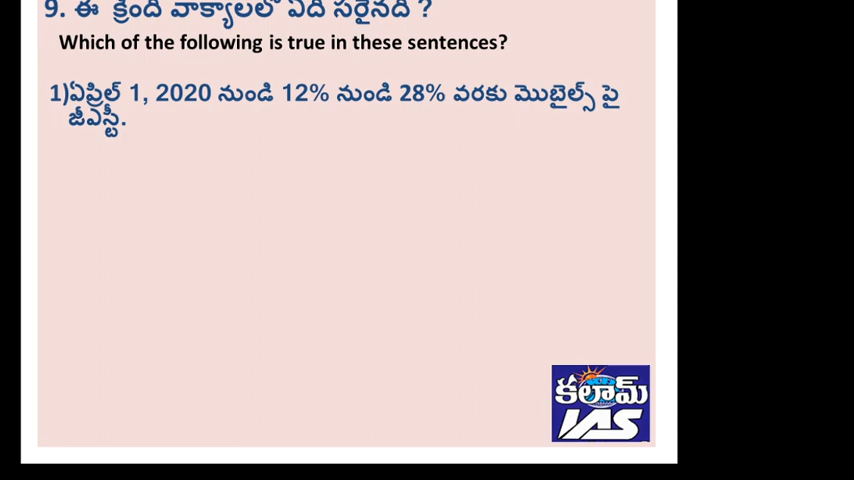 9. ఈ క్రింది వాక్యాలలో ఏది సరైనది ?
Which of the following is true in these sentences?
1)ఏప్రిల్ 1, 2020 నుండి 12% నుండి 28% వరకు మొబైల్స్ పై
జీఎస్టీ.
కలామ్
IAS